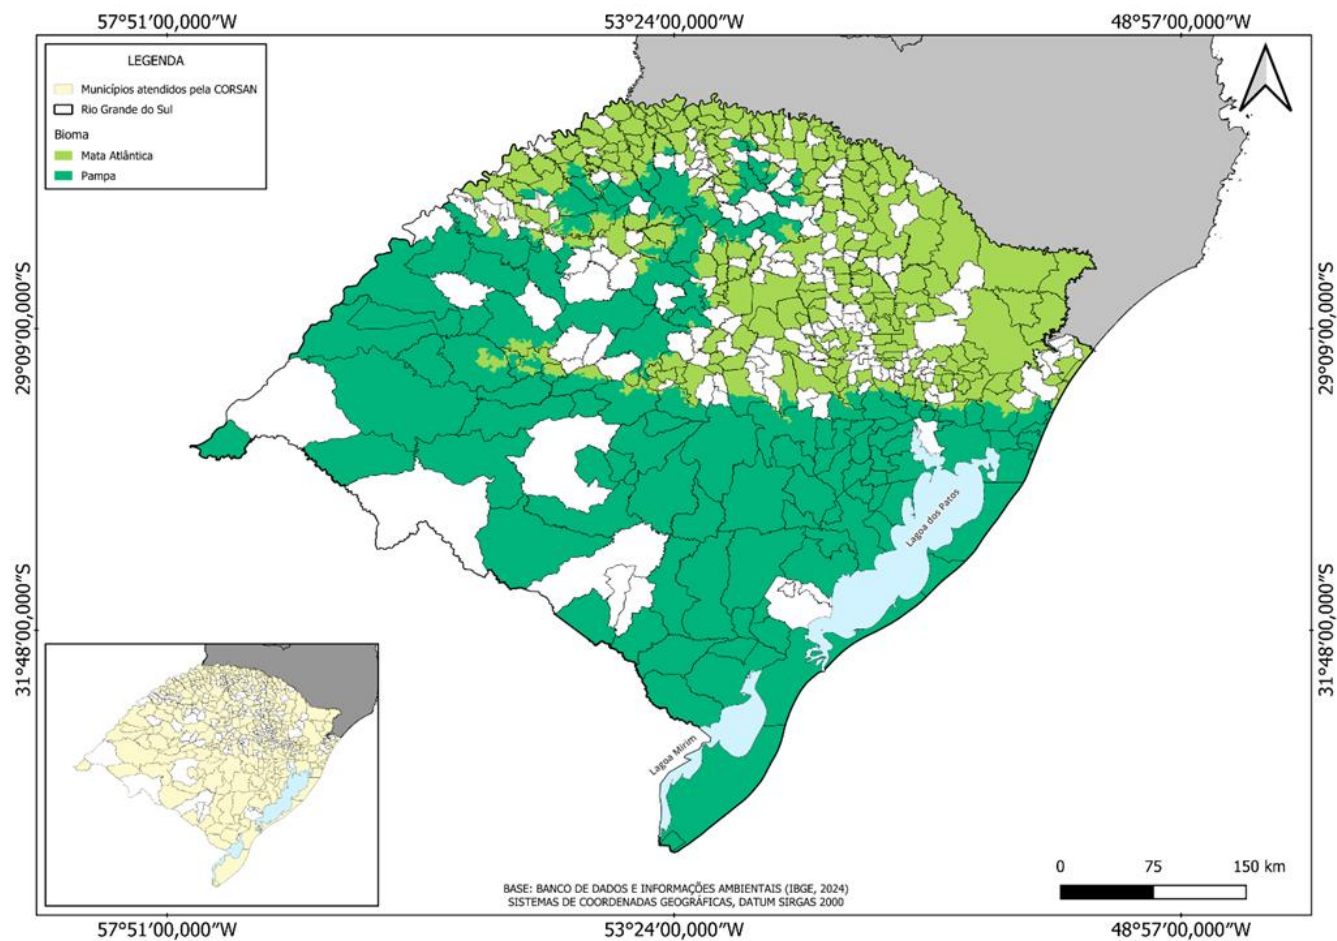 57°51′00,000″W
53°24′00,000″W
48°57′00,000″W
LEGENDA
Municípios atendidos pela CORSAN
Rio Grande do Sul
Bioma
Mata Atlântica
Pampa
29°09′00,000″S
29°09′00,000″S
Lagoa dos Patos
31°48′00,000″S
31°48′00,000″S
Lagoa Mirim
0 75 150 km
BASE: BANCO DE DADOS E INFORMAÇÕES AMBIENTAIS (IBGE, 2024)
SISTEMAS DE COORDENADAS GEOGRÁFICAS, DATUM SIRGAS 2000
57°51′00,000″W
53°24′00,000″W
48°57′00,000″W